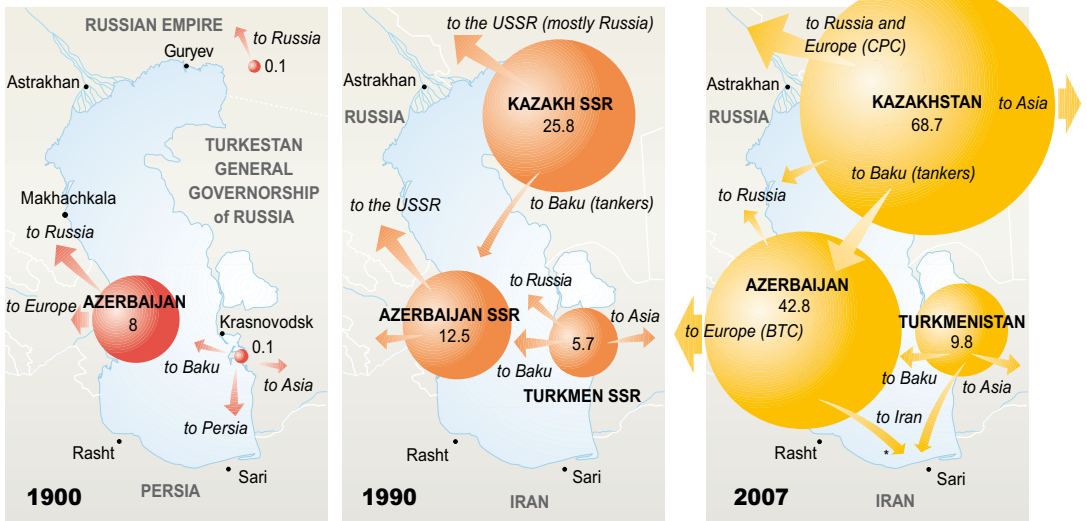 RUSSIAN EMPIRE
to Russia
0.1
Guryev
Astrakhan
TURKESTAN
GENERAL
GOVERNORSHIP
of RUSSIA
Makhachkala
to Russia
to Europe
AZERBAIJAN
8
Krasnovodsk
0.1
to Baku
to Asia
to Persia
Rasht
Sari
1900
PERSIA
to the USSR (mostly Russia)
Astrakhan
RUSSIA
KAZAKH SSR
25.8
to Baku (tankers)
to the USSR
to Russia
AZERBAIJAN SSR
12.5
to Asia
5.7
to Baku
TURKMEN SSR
Rasht
Sari
1990
IRAN
to Russia and
Europe (CPC)
Astrakhan
RUSSIA
KAZAKHSTAN
68.7
to Asia
to Baku (tankers)
to Russia
AZERBAIJAN
42.8
to Europe (BTC)
TURKMENISTAN
9.8
to Baku
to Asia
to Iran
*
Rasht
Sari
2007
IRAN